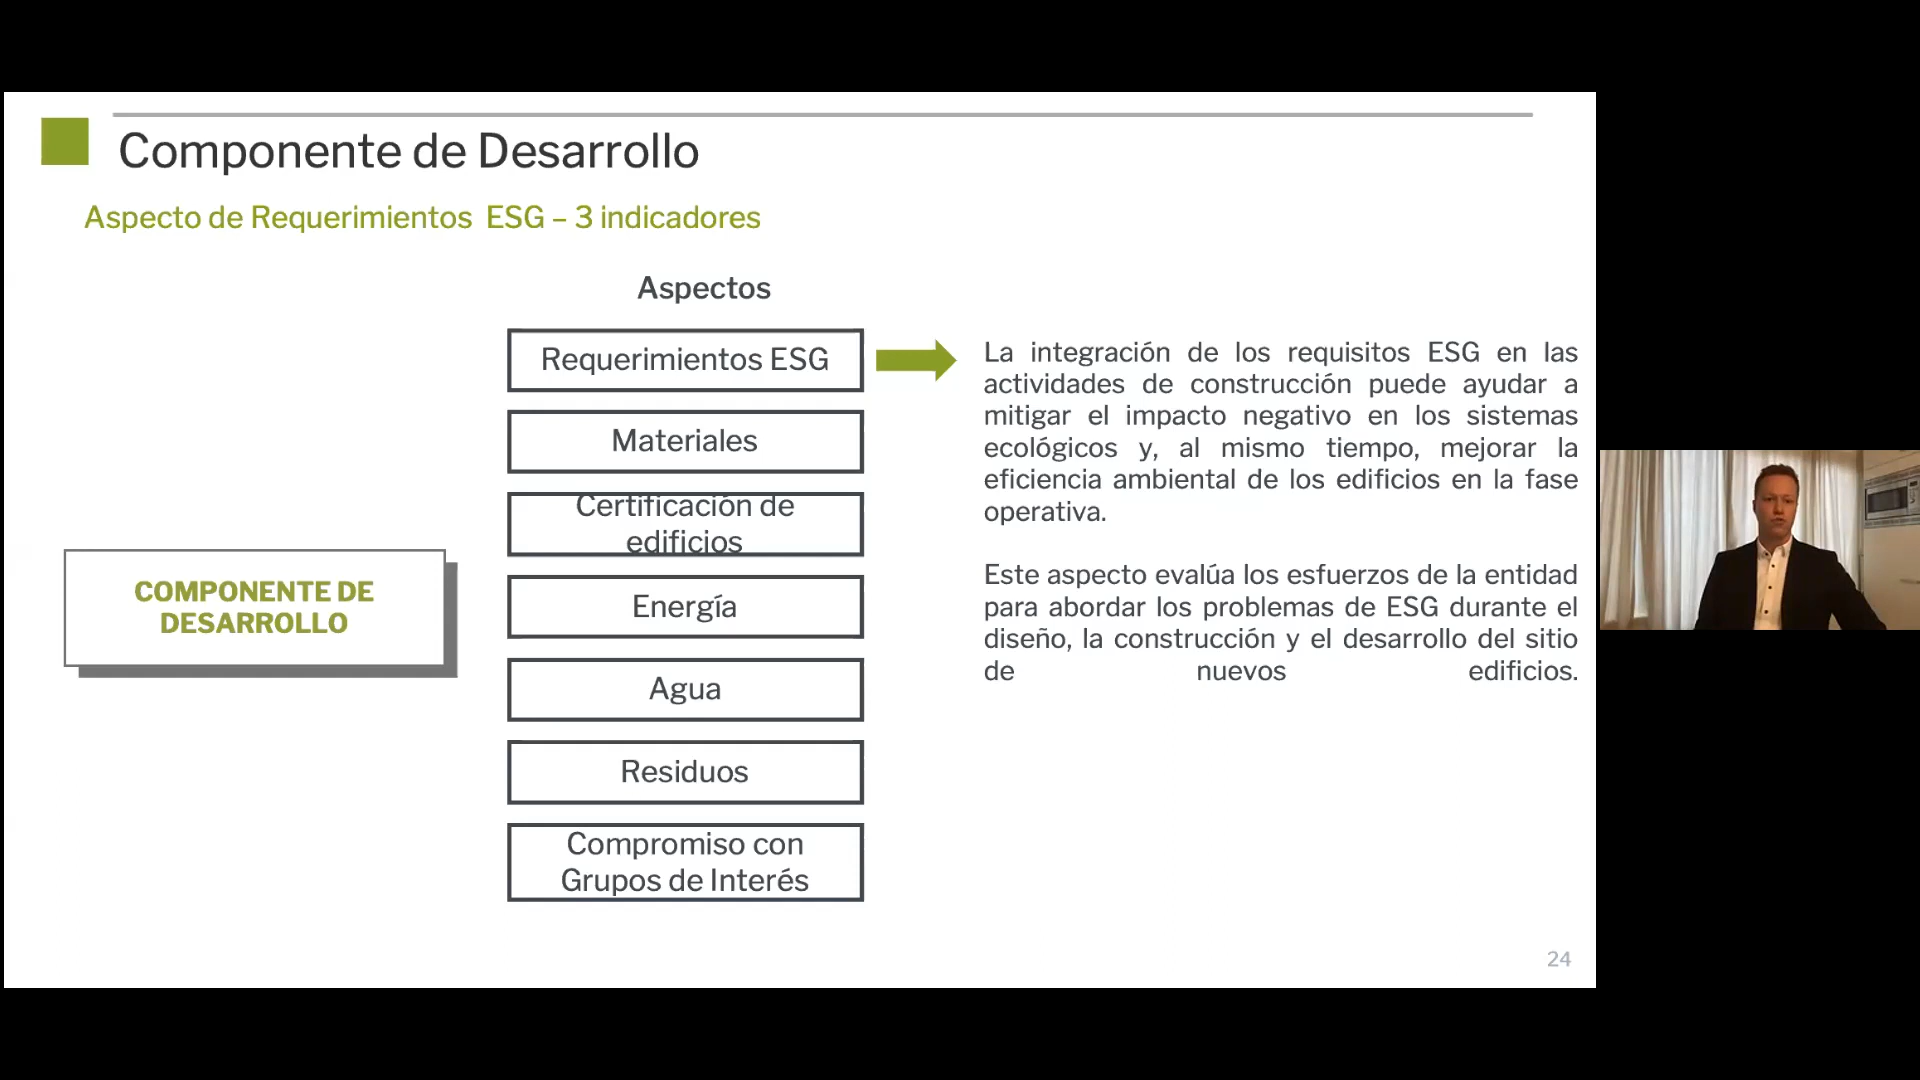 Componente de Desarrollo
Aspecto de Requerimientos ESG – 3 indicadores
Aspectos
COMPONENTE DE
DESARROLLO
Requerimientos ESG
Materiales
Certificación de
edificios
Energía
Agua
Residuos
Compromiso con
Grupos de Interés
La integración de los requisitos ESG en las
actividades de construcción puede ayudar a
mitigar el impacto negativo en los sistemas
ecológicos y, al mismo tiempo, mejorar la
eficiencia ambiental de los edificios en la fase
operativa.
Este aspecto evalúa los esfuerzos de la entidad
para abordar los problemas de ESG durante el
diseño, la construcción y el desarrollo del sitio
de nuevos edificios.
24